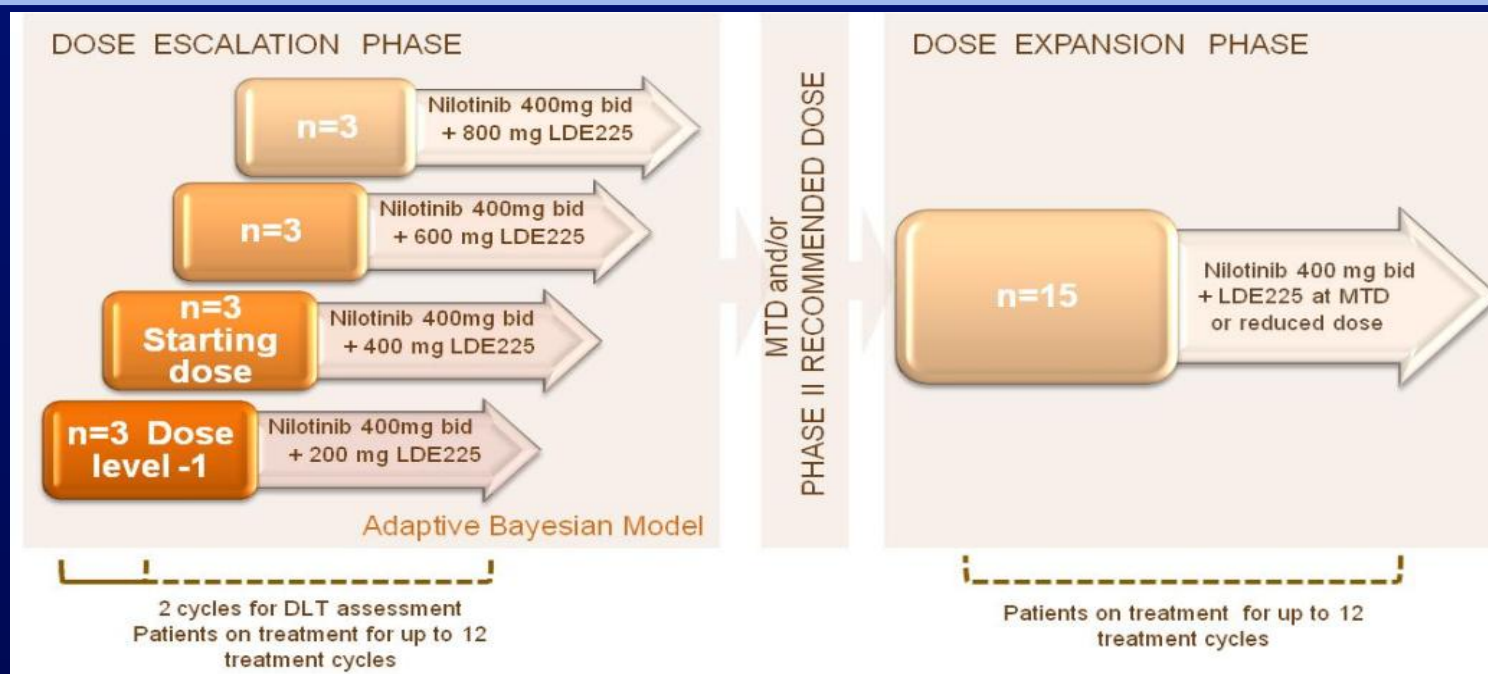 DOSE ESCALATION PHASE
n=3
Nilotinib 400mg bid
+ 800 mg LDE225
n=3
Nilotinib 400mg bid
+ 600 mg LDE225
n=3
Starting
dose
Nilotinib 400mg bid
+ 400 mg LDE225
n=3 Dose
level -1
Nilotinib 400mg bid
+ 200 mg LDE225
Adaptive Bayesian Model
2 cycles for DLT assessment
Patients on treatment for up to 12
treatment cycles
MTD and/or
PHASE II RECOMMENDED DOSE
DOSE EXPANSION PHASE
n=15
Nilotinib 400 mg bid
+ LDE225 at MTD
or reduced dose
Patients on treatment for up to 12
treatment cycles